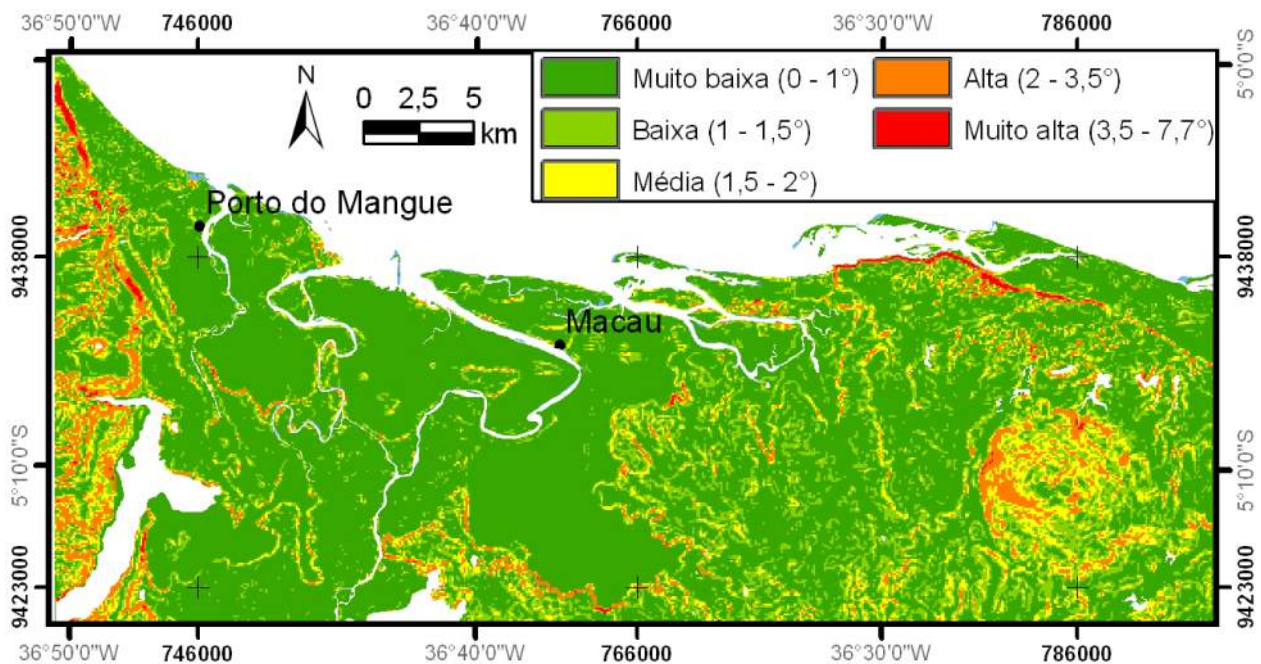 36°50'0"W 746000 36°40'0"W 766000 36°30'0"W 786000
5°0'0"S
N
0 2,5 5
km
Muito baixa (0 - 1°)
Baixa (1 - 1,5°)
Média (1,5 - 2°)
Alta (2 - 3,5°)
Muito alta (3,5 - 7,7°)
Porto do Mangue
Macau
9438000
9438000
5°10'0"S
5°10'0"S
9423000
9423000
36°50'0"W 746000 36°40'0"W 766000 36°30'0"W 786000